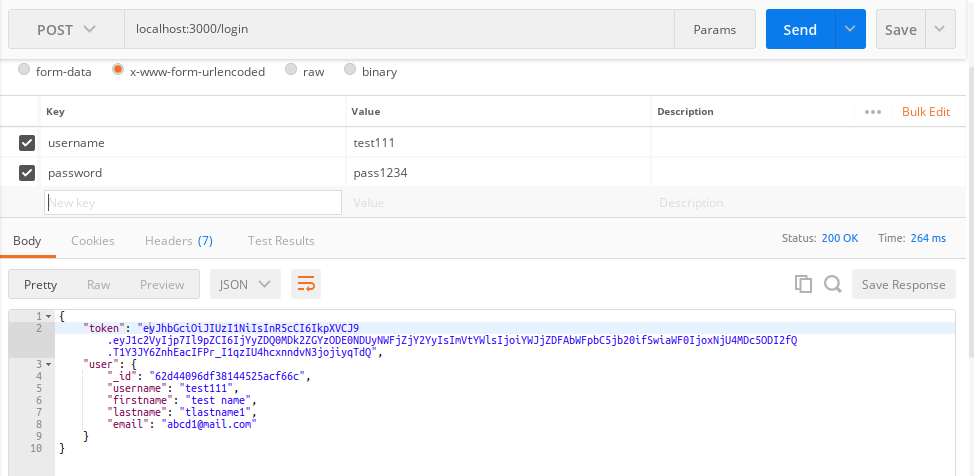 POST localhost:3000/login Params Send Save
form-data x-www-form-urlencoded raw binary
Key Value Description ••• Bulk Edit
username test111
password pass1234
New key Value Description
Body Cookies Headers (7) Test Results Status: 200 OK Time: 264 ms
Pretty Raw Preview JSON Save Response
1 {
2 "token": "eyJhbGciOiJIUzI1NiIsInR5cCI6IkpXVCJ9
.eyJ1c2VyIjp7Il9pZCI6IjYyZDQ0MDk2ZGYzODE0NDUyNWFjZjY2YyIsImVtYWlsIjoiYWJjZDFAbWFpbC5jb20ifSwiaWF0IjoxNjU4MDc5ODI2fQ
.T1Y3JY6ZnhEacIFPr_I1qzIU4hcxnndvN3jojiyqTdQ",
3 "user": {
4 "_id": "62d44096df38144525acf66c",
5 "username": "test111",
6 "firstname": "test name",
7 "lastname": "tlastname1",
8 "email": "abcd1@mail.com"
9 }
10 }